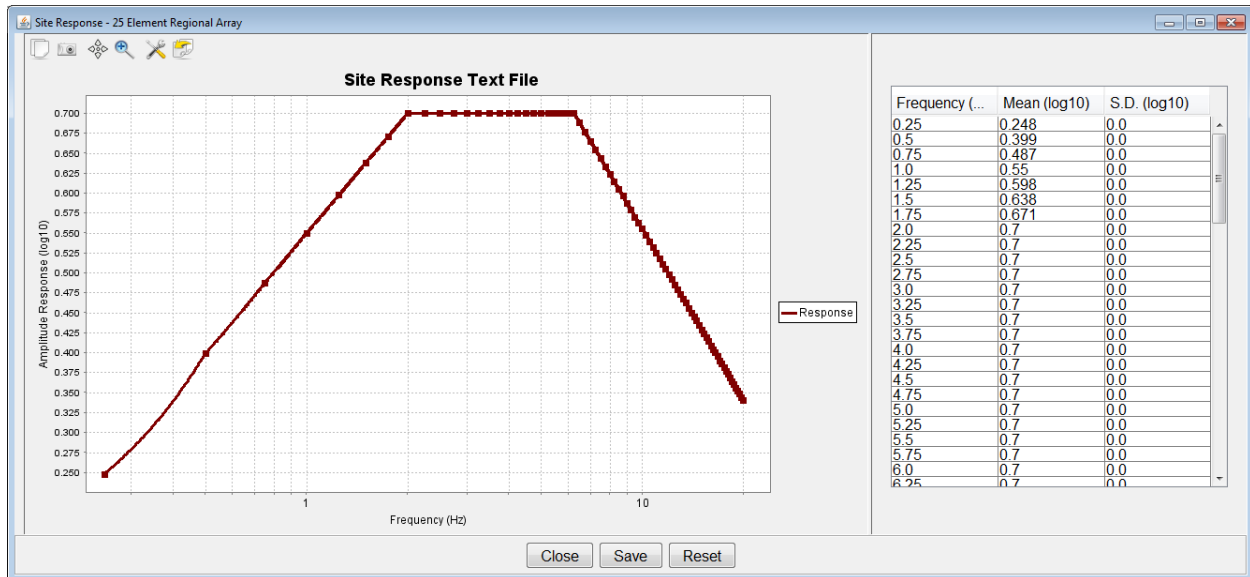 Site Response - 25 Element Regional Array
Site Response Text File
0.700
0.675
0.650
0.625
0.600
0.575
0.550
0.525
0.500
0.475
0.450
0.425
0.400
0.375
0.350
0.325
0.300
0.275
0.250
Amplitude Response (log10)
1
10
Frequency (Hz)
Response
Frequency (... Mean (log10) S.D. (log10)
0.25 0.248 0.0
0.5 0.399 0.0
0.75 0.487 0.0
1.0 0.55 0.0
1.25 0.598 0.0
1.5 0.638 0.0
1.75 0.671 0.0
2.0 0.7 0.0
2.25 0.7 0.0
2.5 0.7 0.0
2.75 0.7 0.0
3.0 0.7 0.0
3.25 0.7 0.0
3.5 0.7 0.0
3.75 0.7 0.0
4.0 0.7 0.0
4.25 0.7 0.0
4.5 0.7 0.0
4.75 0.7 0.0
5.0 0.7 0.0
5.25 0.7 0.0
5.5 0.7 0.0
5.75 0.7 0.0
6.0 0.7 0.0
6.25 0.7 0.0
Close Save Reset